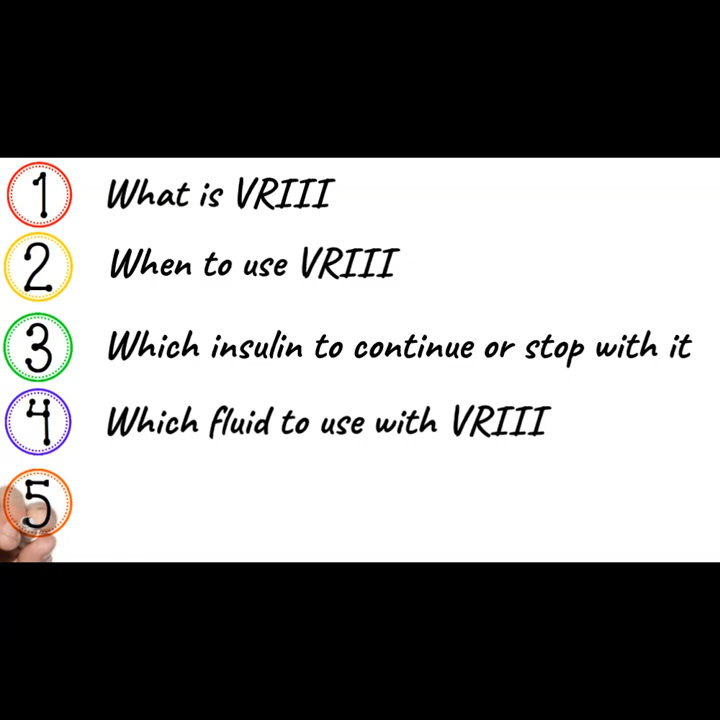 1 What is VRIII
2 When to use VRIII
3 Which insulin to continue or stop with it
4 Which fluid to use with VRIII
5